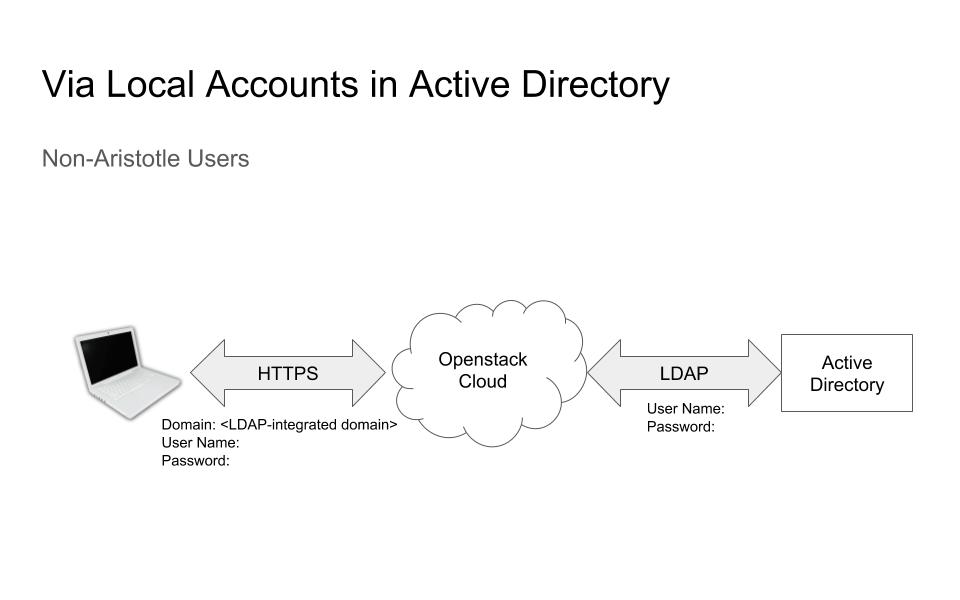 Via Local Accounts in Active Directory
Non-Aristotle Users
HTTPS
Domain: <LDAP-integrated domain>
User Name:
Password:
Openstack
Cloud
LDAP
User Name:
Password:
Active
Directory